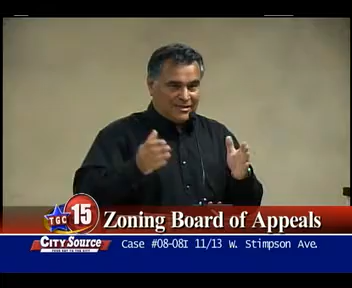 TGC
15
Zoning Board of Appeals
CITY SOURCE
Case #08-08I 11/13 W. Stimpson Ave.